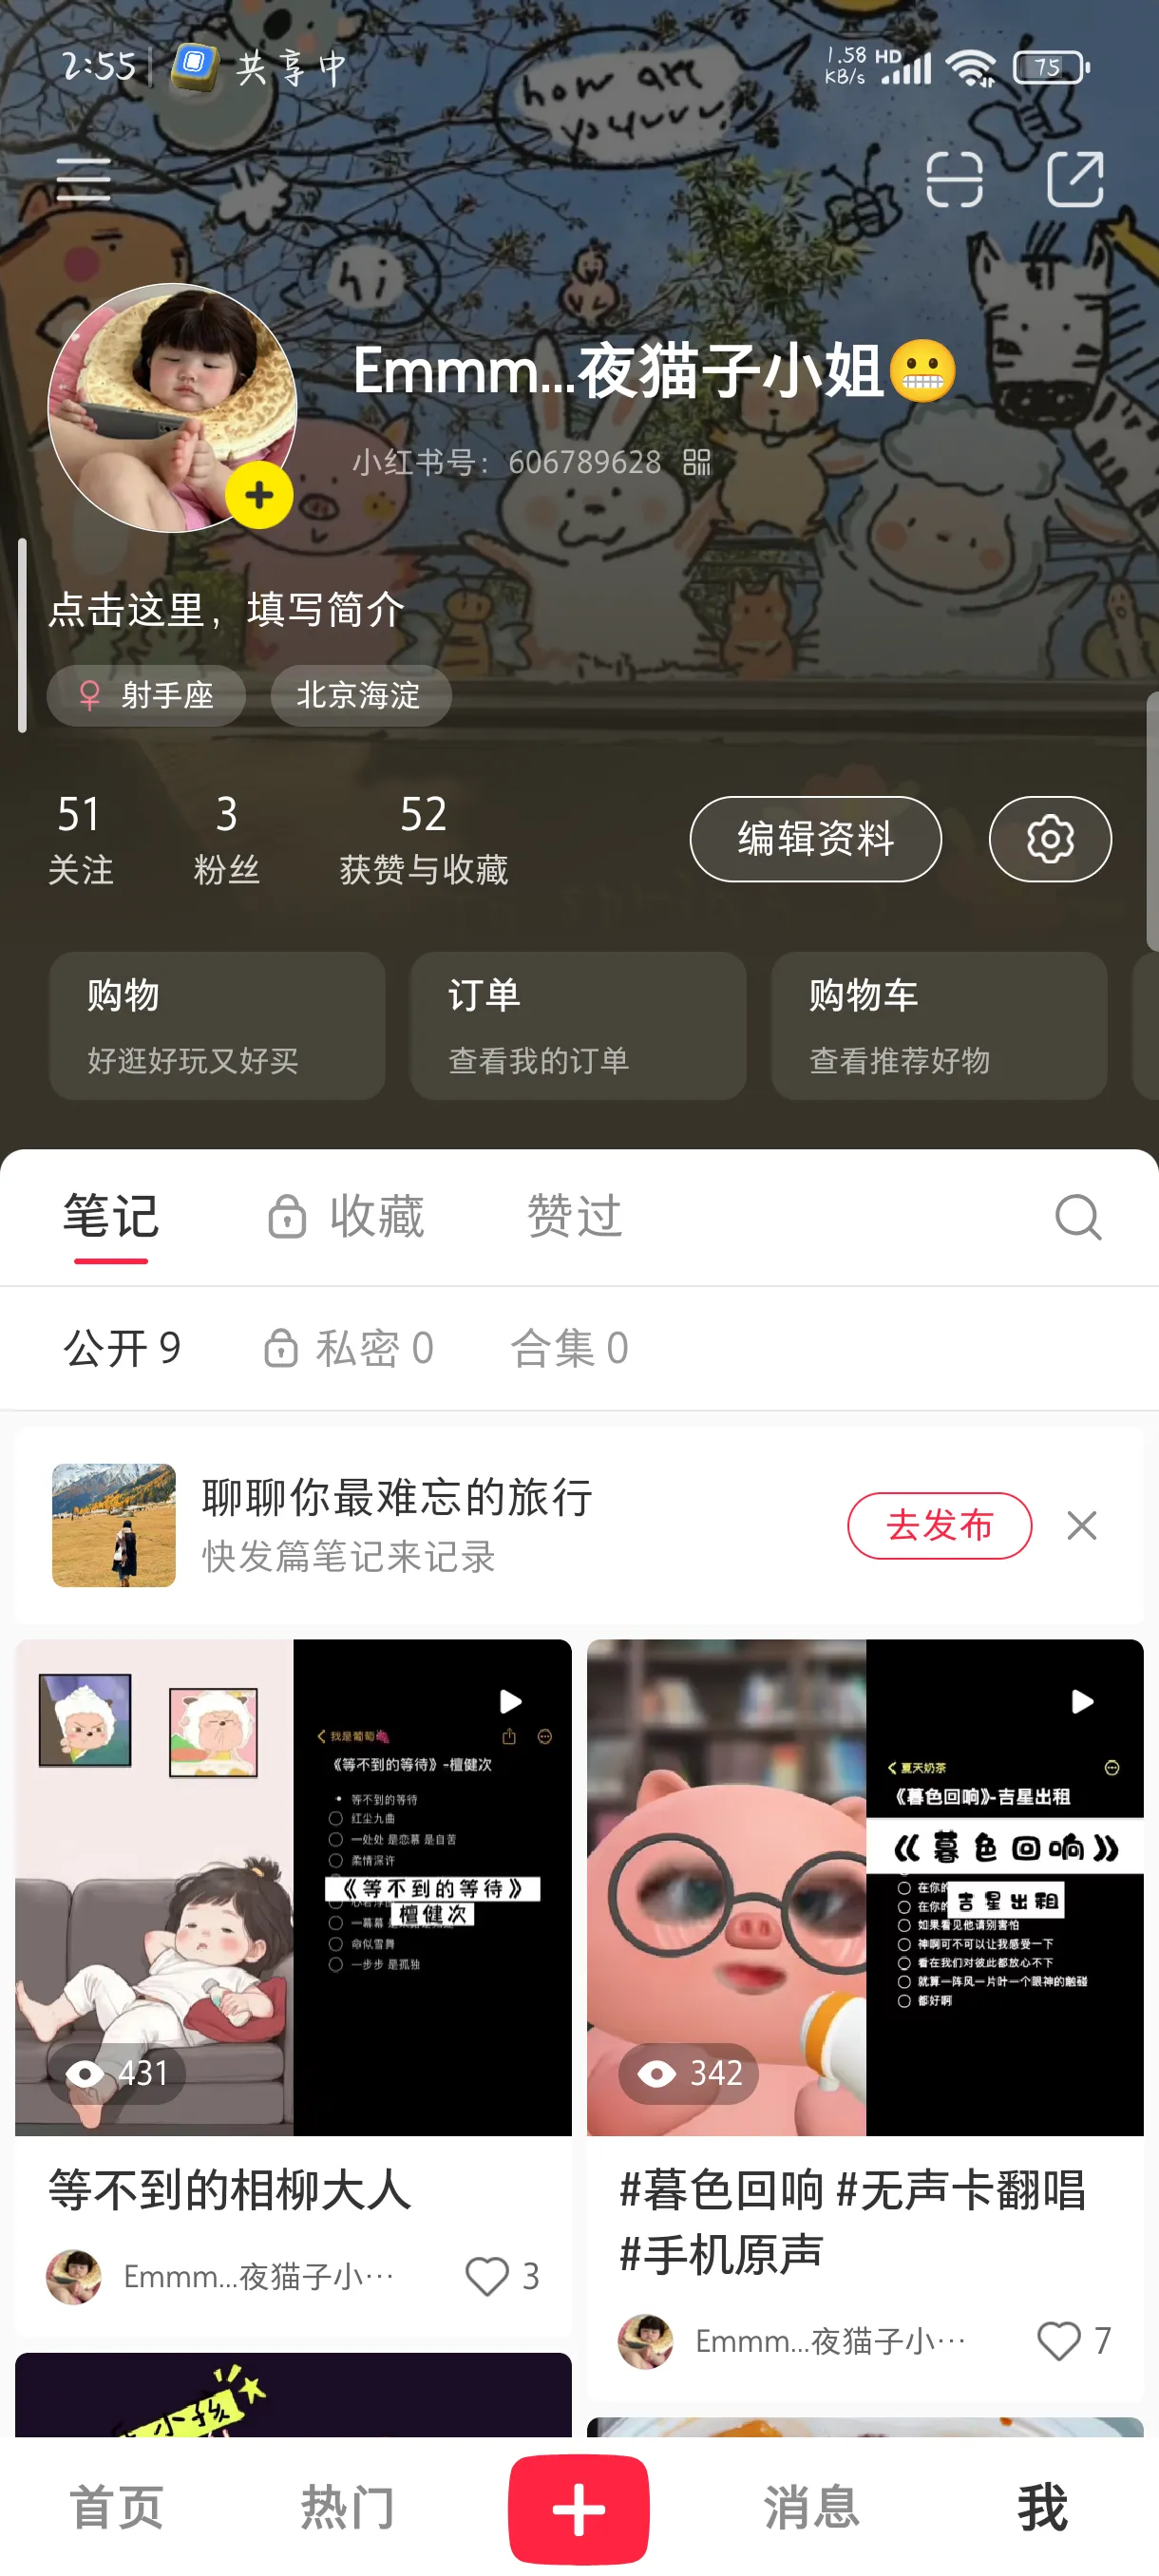 2:55 共享中 1.58 KB/s HD 75
how are
yoyuuu
hi
Emmm...夜猫子小姐😬
小红书号：606789628
点击这里，填写简介
♀ 射手座 北京海淀
51 3 52
关注 粉丝 获赞与收藏 编辑资料
购物 订单 购物车
好逛好玩又好买 查看我的订单 查看推荐好物
笔记 收藏 赞过
公开 9 私密 0 合集 0
聊聊你最难忘的旅行
快发篇笔记来记录
去发布
我是葡萄🍇
《等不到的等待》-檀健次
等不到的等待
红尘九曲
一处处 是恋慕 是自苦
柔情深许
《等不到的等待》
檀健次
一幕幕
命似雪舞
一步步 是孤独
431
等不到的相柳大人
Emmm...夜猫子小… 3
夏天奶茶
《暮色回响》-吉星出租
《暮色回响》
在你的
在你的
吉星出租
如果看见他请别害怕
神啊可不可以让我感受一下
看在我们对彼此都放心不下
就算一阵风一片叶一个眼神的触碰
都好啊
342
#暮色回响 #无声卡翻唱
#手机原声
Emmm...夜猫子小… 7
小孩
首页 热门 消息 我